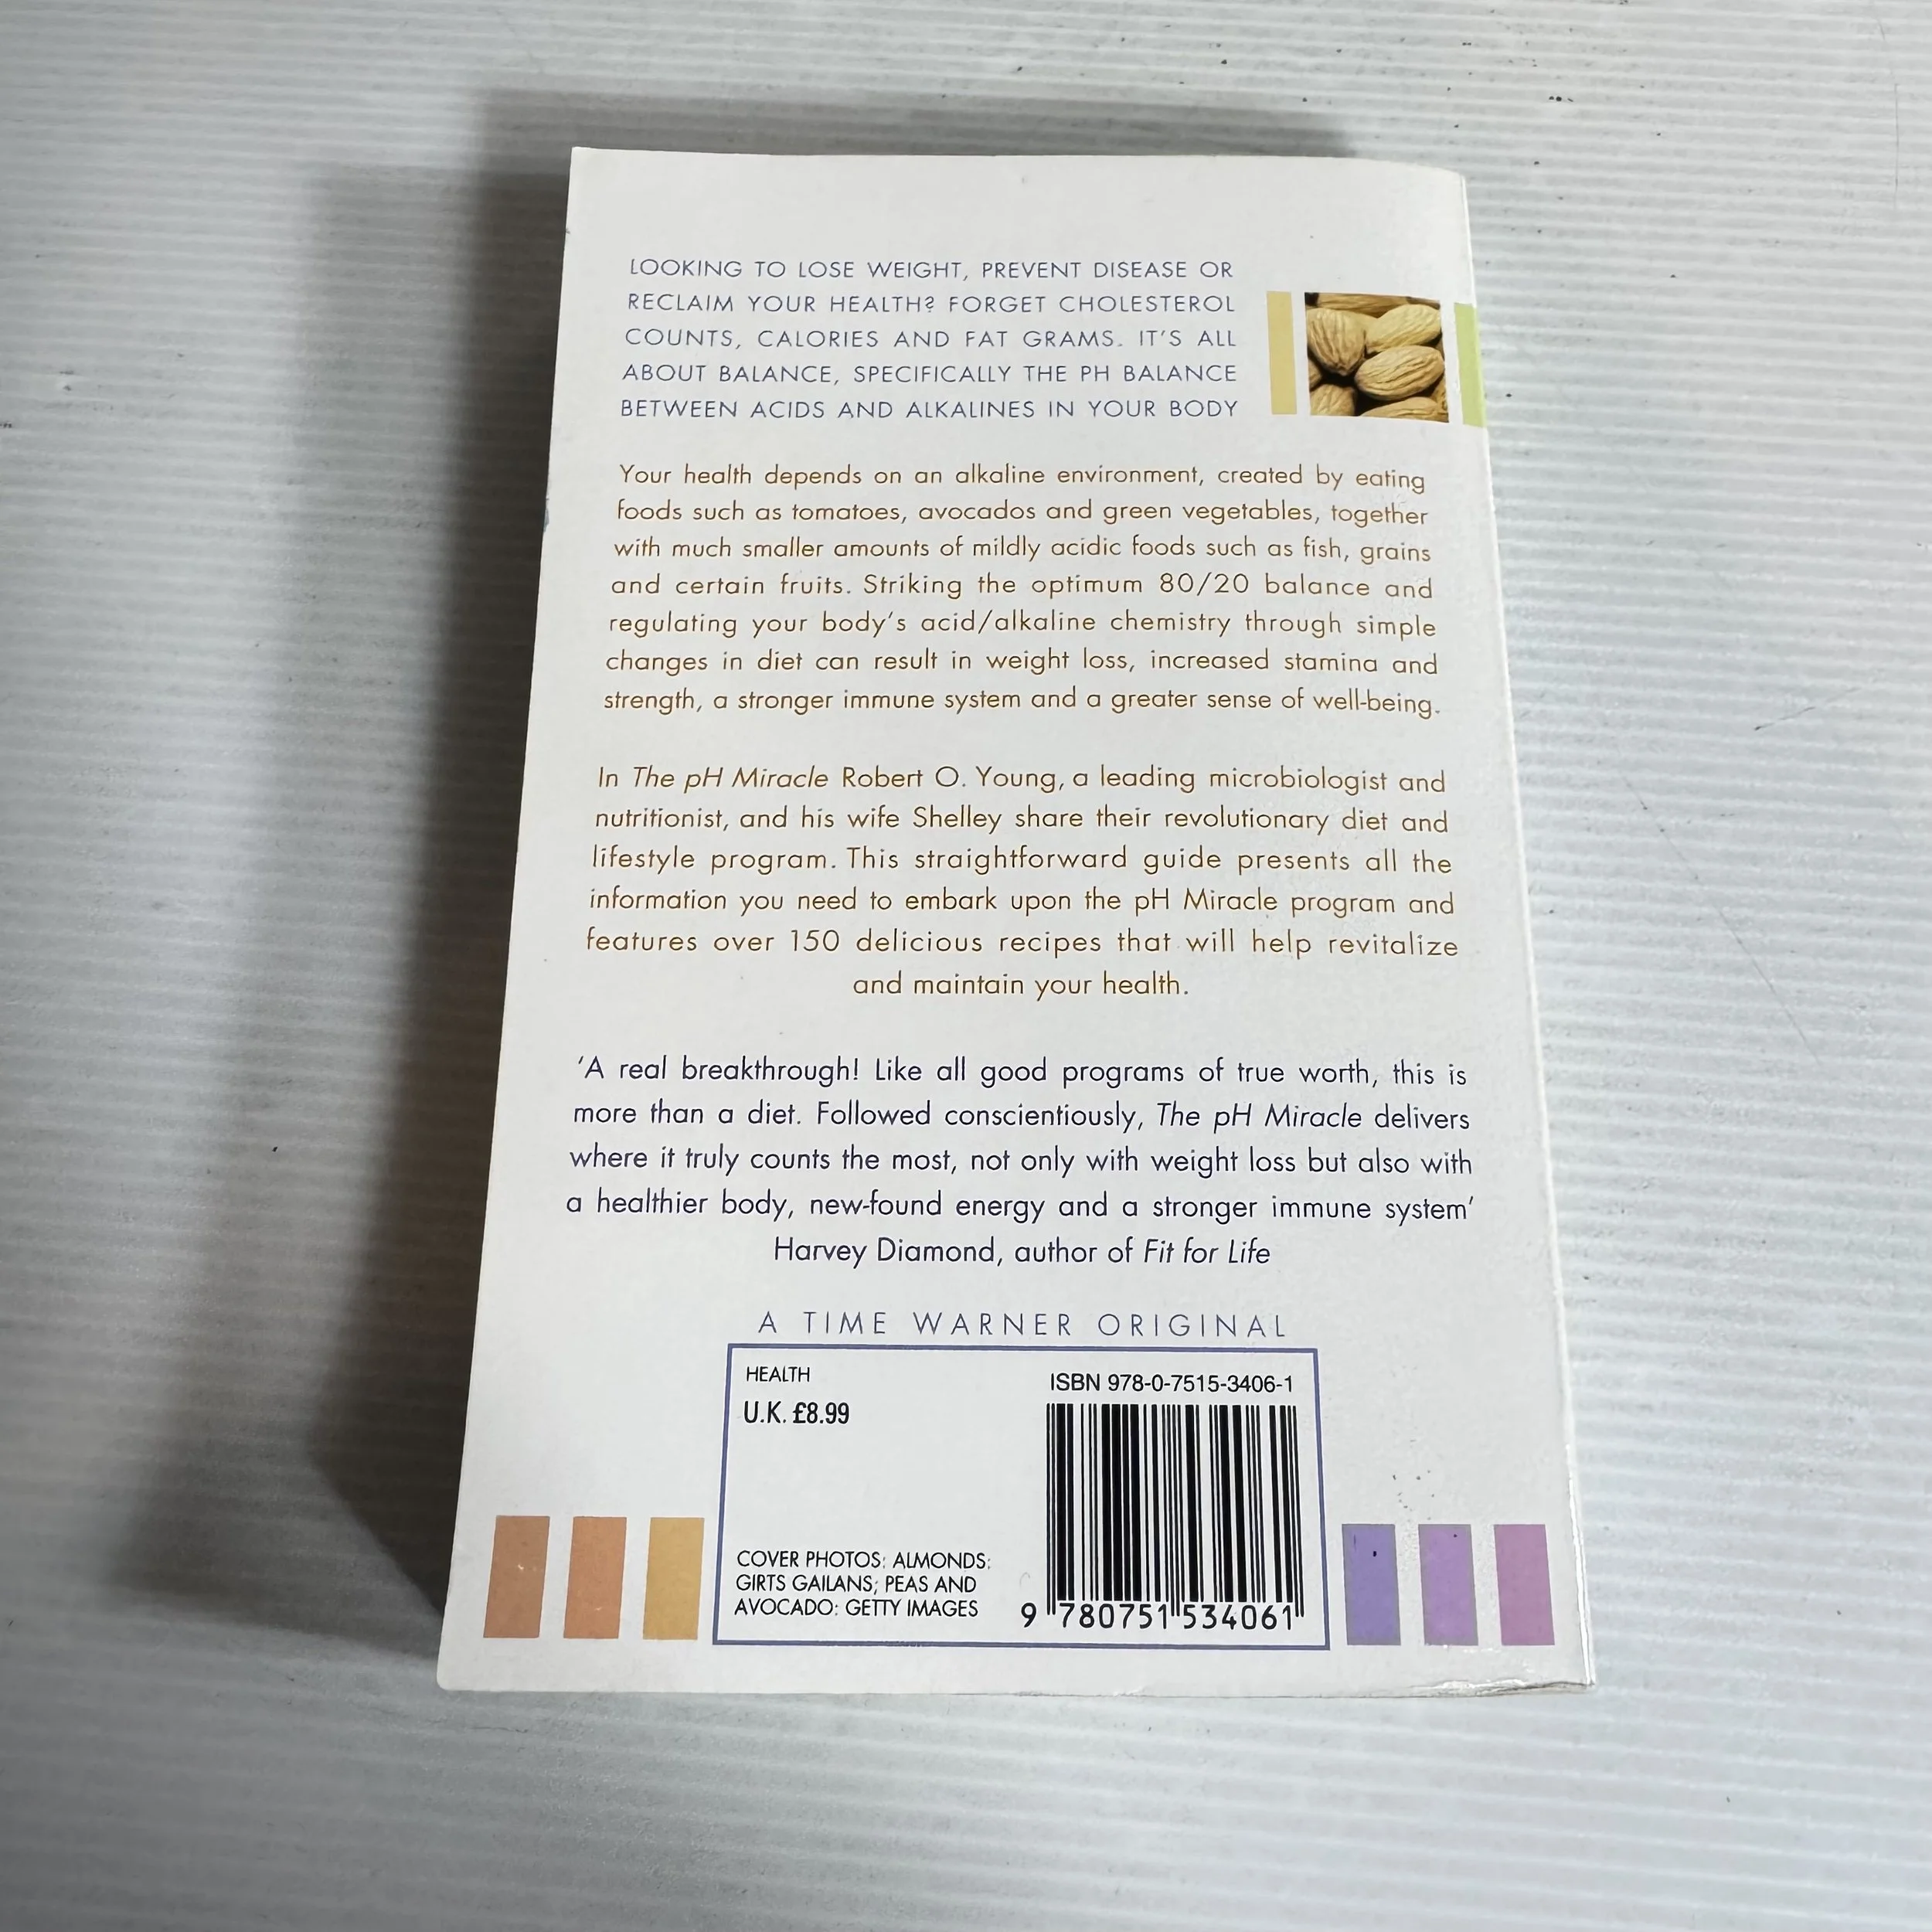 LOOKING TO LOSE WEIGHT, PREVENT DISEASE OR
RECLAIM YOUR HEALTH? FORGET CHOLESTEROL
COUNTS, CALORIES AND FAT GRAMS. IT'S ALL
ABOUT BALANCE, SPECIFICALLY THE PH BALANCE
BETWEEN ACIDS AND ALKALINES IN YOUR BODY
Your health depends on an alkaline environment, created by eating
foods such as tomatoes, avocados and green vegetables, together
with much smaller amounts of mildly acidic foods such as fish, grains
and certain fruits. Striking the optimum 80/20 balance and
regulating your body's acid/alkaline chemistry through simple
changes in diet can result in weight loss, increased stamina and
strength, a stronger immune system and a greater sense of well-being.
In The pH Miracle Robert O. Young, a leading microbiologist and
nutritionist, and his wife Shelley share their revolutionary diet and
lifestyle program. This straightforward guide presents all the
information you need to embark upon the pH Miracle program and
features over 150 delicious recipes that will help revitalize
and maintain your health.
'A real breakthrough! Like all good programs of true worth, this is
more than a diet. Followed conscientiously, The pH Miracle delivers
where it truly counts the most, not only with weight loss but also with
a healthier body, new-found energy and a stronger immune system'
Harvey Diamond, author of Fit for Life
A TIME WARNER ORIGINAL
HEALTH
U.K. £8.99
ISBN 978-0-7515-3406-1
COVER PHOTOS: ALMONDS:
GIRTS GAILANS; PEAS AND
AVOCADO: GETTY IMAGES
9 780751 534061